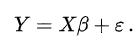 Y = Xβ + ε .